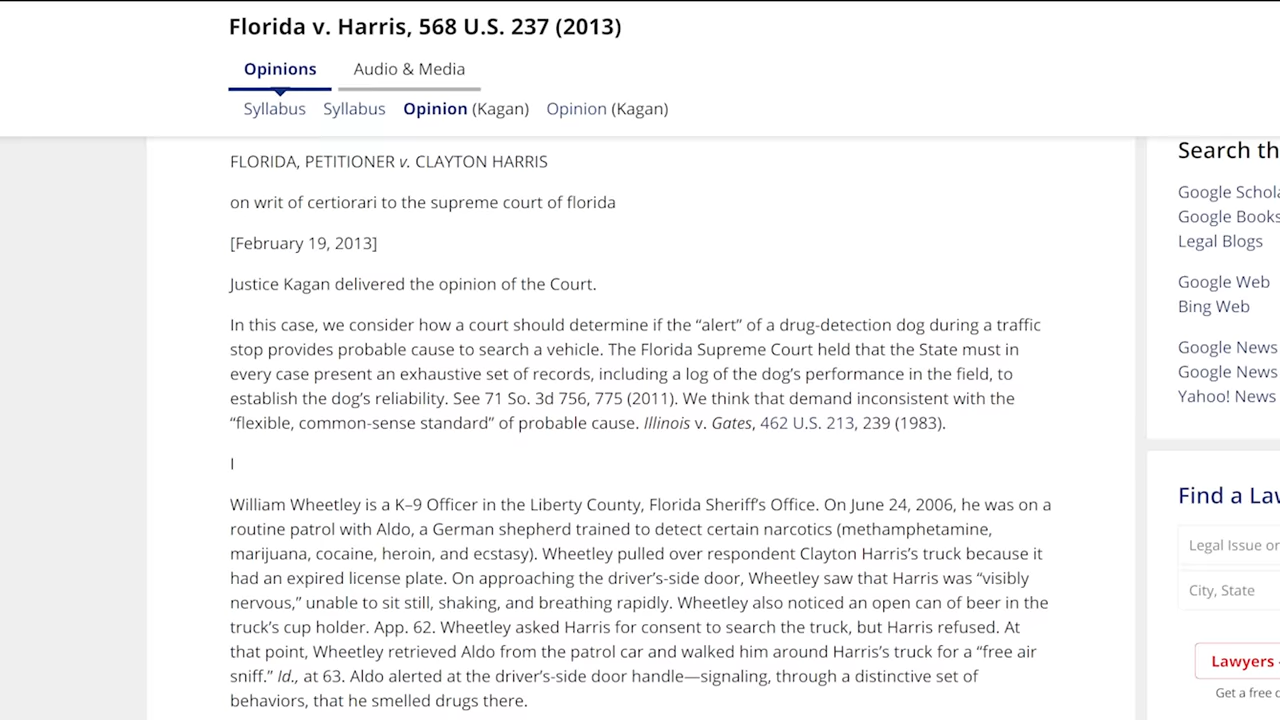 Florida v. Harris, 568 U.S. 237 (2013)
Opinions Audio & Media
Syllabus Syllabus Opinion (Kagan) Opinion (Kagan)
FLORIDA, PETITIONER v. CLAYTON HARRIS
on writ of certiorari to the supreme court of florida
[February 19, 2013]
Justice Kagan delivered the opinion of the Court.
In this case, we consider how a court should determine if the “alert” of a drug-detection dog during a traffic
stop provides probable cause to search a vehicle. The Florida Supreme Court held that the State must in
every case present an exhaustive set of records, including a log of the dog’s performance in the field, to
establish the dog’s reliability. See 71 So. 3d 756, 775 (2011). We think that demand inconsistent with the
“flexible, common-sense standard” of probable cause. Illinois v. Gates, 462 U.S. 213, 239 (1983).
I
William Wheetley is a K–9 Officer in the Liberty County, Florida Sheriff’s Office. On June 24, 2006, he was on a
routine patrol with Aldo, a German shepherd trained to detect certain narcotics (methamphetamine,
marijuana, cocaine, heroin, and ecstasy). Wheetley pulled over respondent Clayton Harris’s truck because it
had an expired license plate. On approaching the driver’s-side door, Wheetley saw that Harris was “visibly
nervous,” unable to sit still, shaking, and breathing rapidly. Wheetley also noticed an open can of beer in the
truck’s cup holder. App. 62. Wheetley asked Harris for consent to search the truck, but Harris refused. At
that point, Wheetley retrieved Aldo from the patrol car and walked him around Harris’s truck for a “free air
sniff.” Id., at 63. Aldo alerted at the driver’s-side door handle—signaling, through a distinctive set of
behaviors, that he smelled drugs there.
Search th
Google Schola
Google Books
Legal Blogs
Google Web
Bing Web
Google News
Google News
Yahoo! News
Find a La
Legal Issue or
City, State
Lawyers
Get a free c